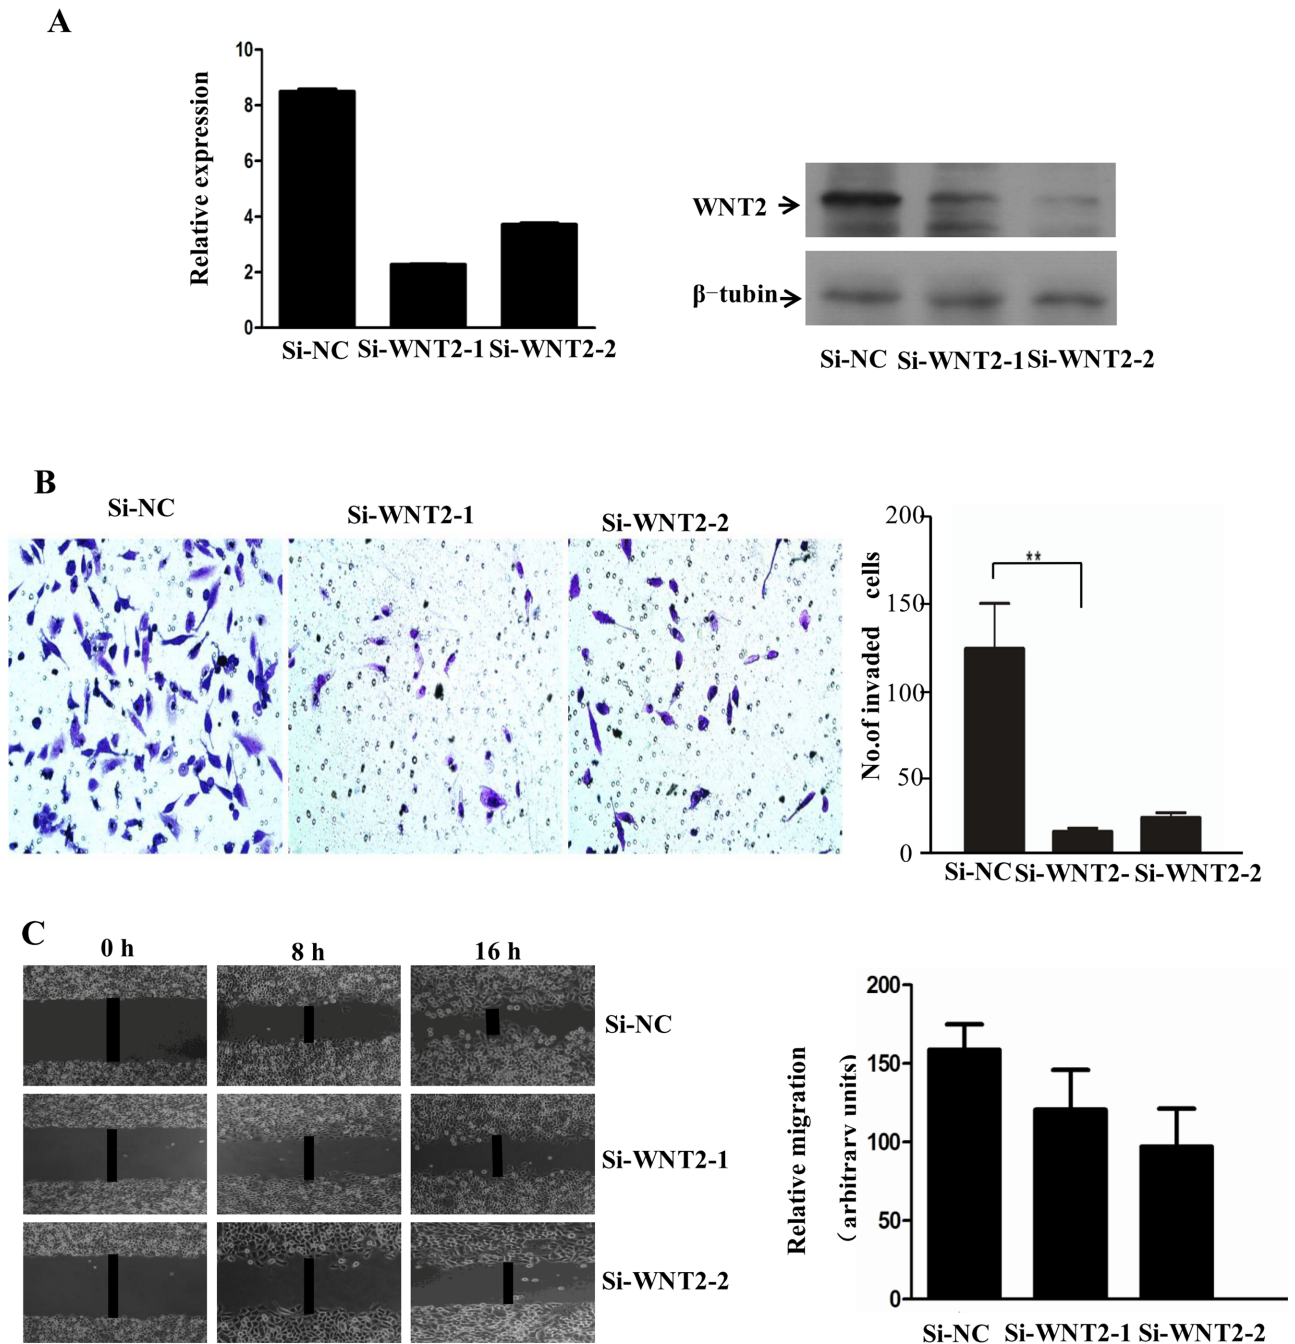 A
Relative expression
10
8
6
4
2
0
Si-NC Si-WNT2-1 Si-WNT2-2
WNT2
β-tubin
Si-NC Si-WNT2-1 Si-WNT2-2
B
Si-NC
Si-WNT2-1
Si-WNT2-2
No.of invaded cells
200
150
100
50
0
**
Si-NC Si-WNT2- Si-WNT2-2
C
0 h
8 h
16 h
Si-NC
Si-WNT2-1
Si-WNT2-2
Relative migration
(arbitrary units)
200
150
100
50
0
Si-NC Si-WNT2-1 Si-WNT2-2